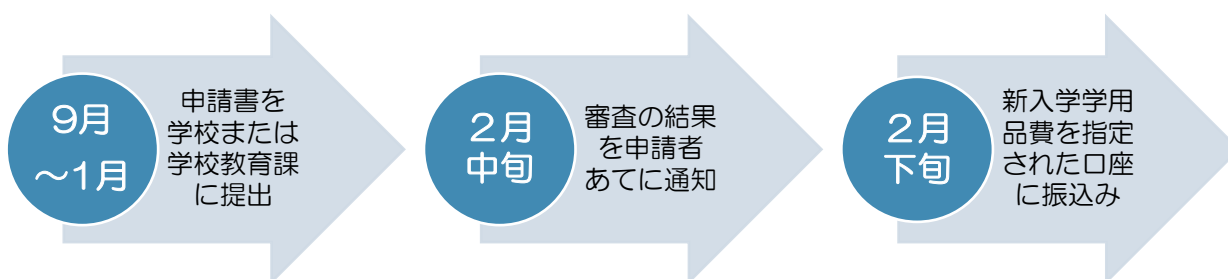 9月
～1月
申請書を
学校または
学校教育課
に提出
２月
中旬
審査の結果
を申請者
あてに通知
２月
下旬
新入学学用
品費を指定
された口座
に振込み